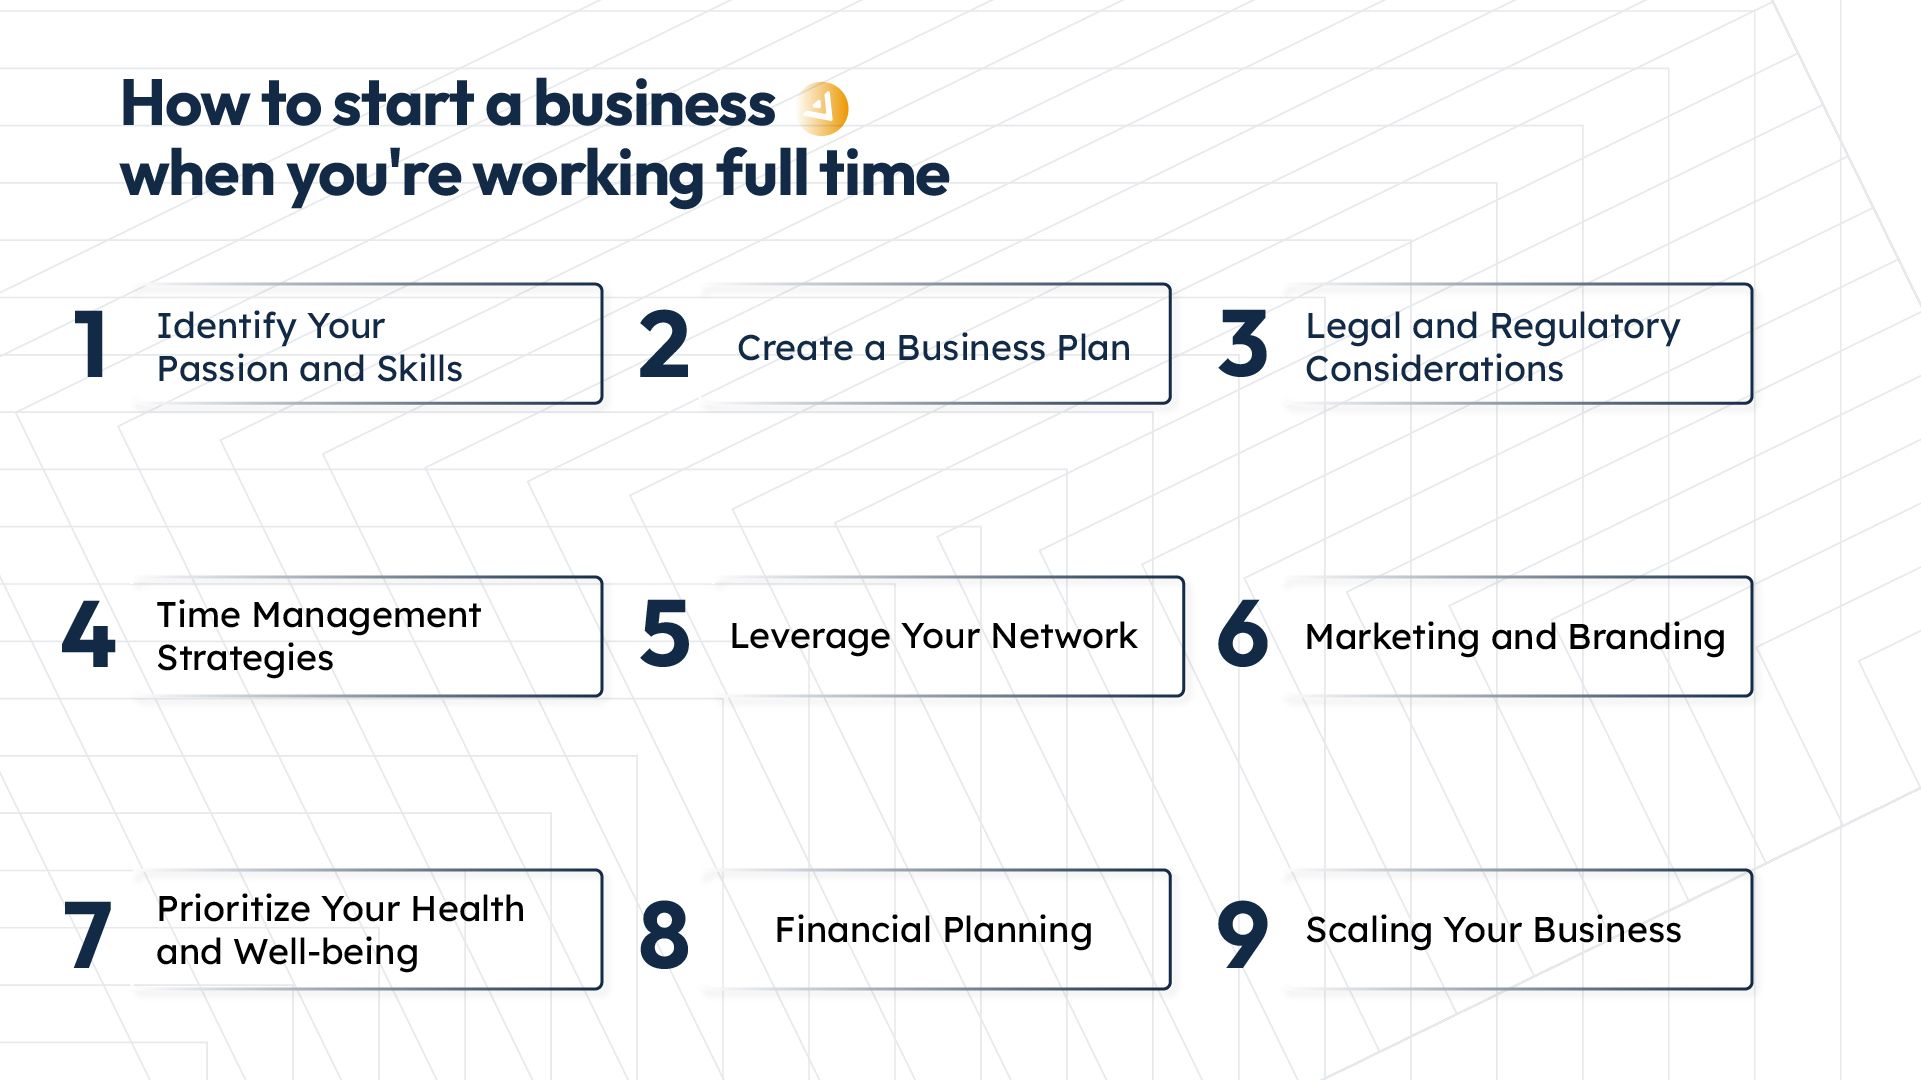 How to start a business
when you're working full time
1
Identify Your
Passion and Skills
2
Create a Business Plan
3
Legal and Regulatory
Considerations
4
Time Management
Strategies
5
Leverage Your Network
6
Marketing and Branding
7
Prioritize Your Health
and Well-being
8
Financial Planning
9
Scaling Your Business